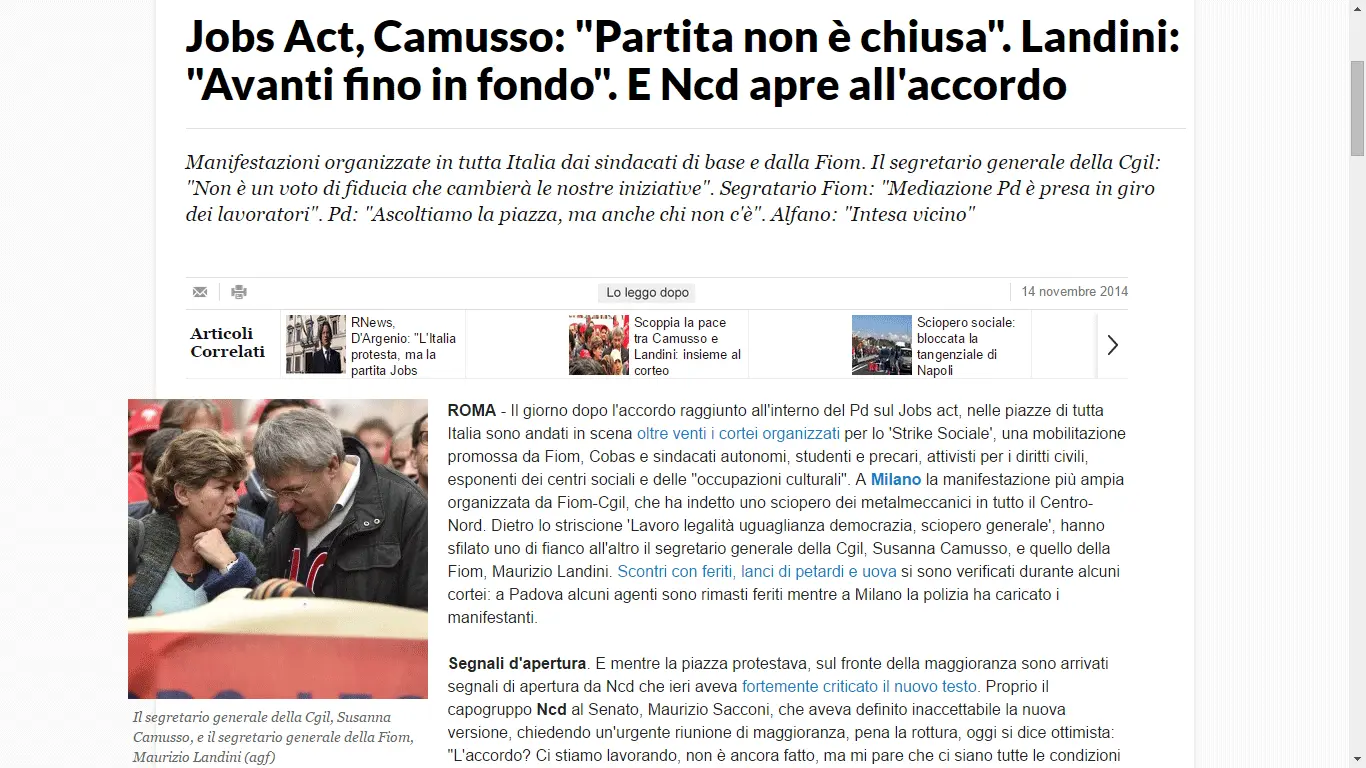 Jobs Act, Camusso: "Partita non è chiusa". Landini:
"Avanti fino in fondo". E Ncd apre all'accordo
Manifestazioni organizzate in tutta Italia dai sindacati di base e dalla Fiom. Il segretario generale della Cgil:
"Non è un voto di fiducia che cambierà le nostre iniziative". Segratario Fiom: "Mediazione Pd è presa in giro
dei lavoratori". Pd: "Ascoltiamo la piazza, ma anche chi non c'è". Alfano: "Intesa vicino"
Lo leggo dopo
14 novembre 2014
Articoli
Correlati
RNews,
D'Argenio: "L'Italia
protesta, ma la
partita Jobs
Scoppia la pace
tra Camusso e
Landini: insieme al
corteo
Sciopero sociale:
bloccata la
tangenziale di
Napoli
ROMA - Il giorno dopo l'accordo raggiunto all'interno del Pd sul Jobs act, nelle piazze di tutta
Italia sono andati in scena oltre venti i cortei organizzati per lo 'Strike Sociale', una mobilitazione
promossa da Fiom, Cobas e sindacati autonomi, studenti e precari, attivisti per i diritti civili,
esponenti dei centri sociali e delle "occupazioni culturali". A Milano la manifestazione più ampia
organizzata da Fiom-Cgil, che ha indetto uno sciopero dei metalmeccanici in tutto il Centro-
Nord. Dietro lo striscione 'Lavoro legalità uguaglianza democrazia, sciopero generale', hanno
sfilato uno di fianco all'altro il segretario generale della Cgil, Susanna Camusso, e quello della
Fiom, Maurizio Landini. Scontri con feriti, lanci di petardi e uova si sono verificati durante alcuni
cortei: a Padova alcuni agenti sono rimasti feriti mentre a Milano la polizia ha caricato i
manifestanti.
Segnali d'apertura. E mentre la piazza protestava, sul fronte della maggioranza sono arrivati
segnali di apertura da Ncd che ieri aveva fortemente criticato il nuovo testo. Proprio il
capogruppo Ncd al Senato, Maurizio Sacconi, che aveva definito inaccettabile la nuova
versione, chiedendo un'urgente riunione di maggioranza, pena la rottura, oggi si dice ottimista:
"L'accordo? Ci stiamo lavorando, non è ancora fatto, ma mi pare che ci siano tutte le condizioni
Il segretario generale della Cgil, Susanna
Camusso, e il segretario generale della Fiom,
Maurizio Landini (agf)